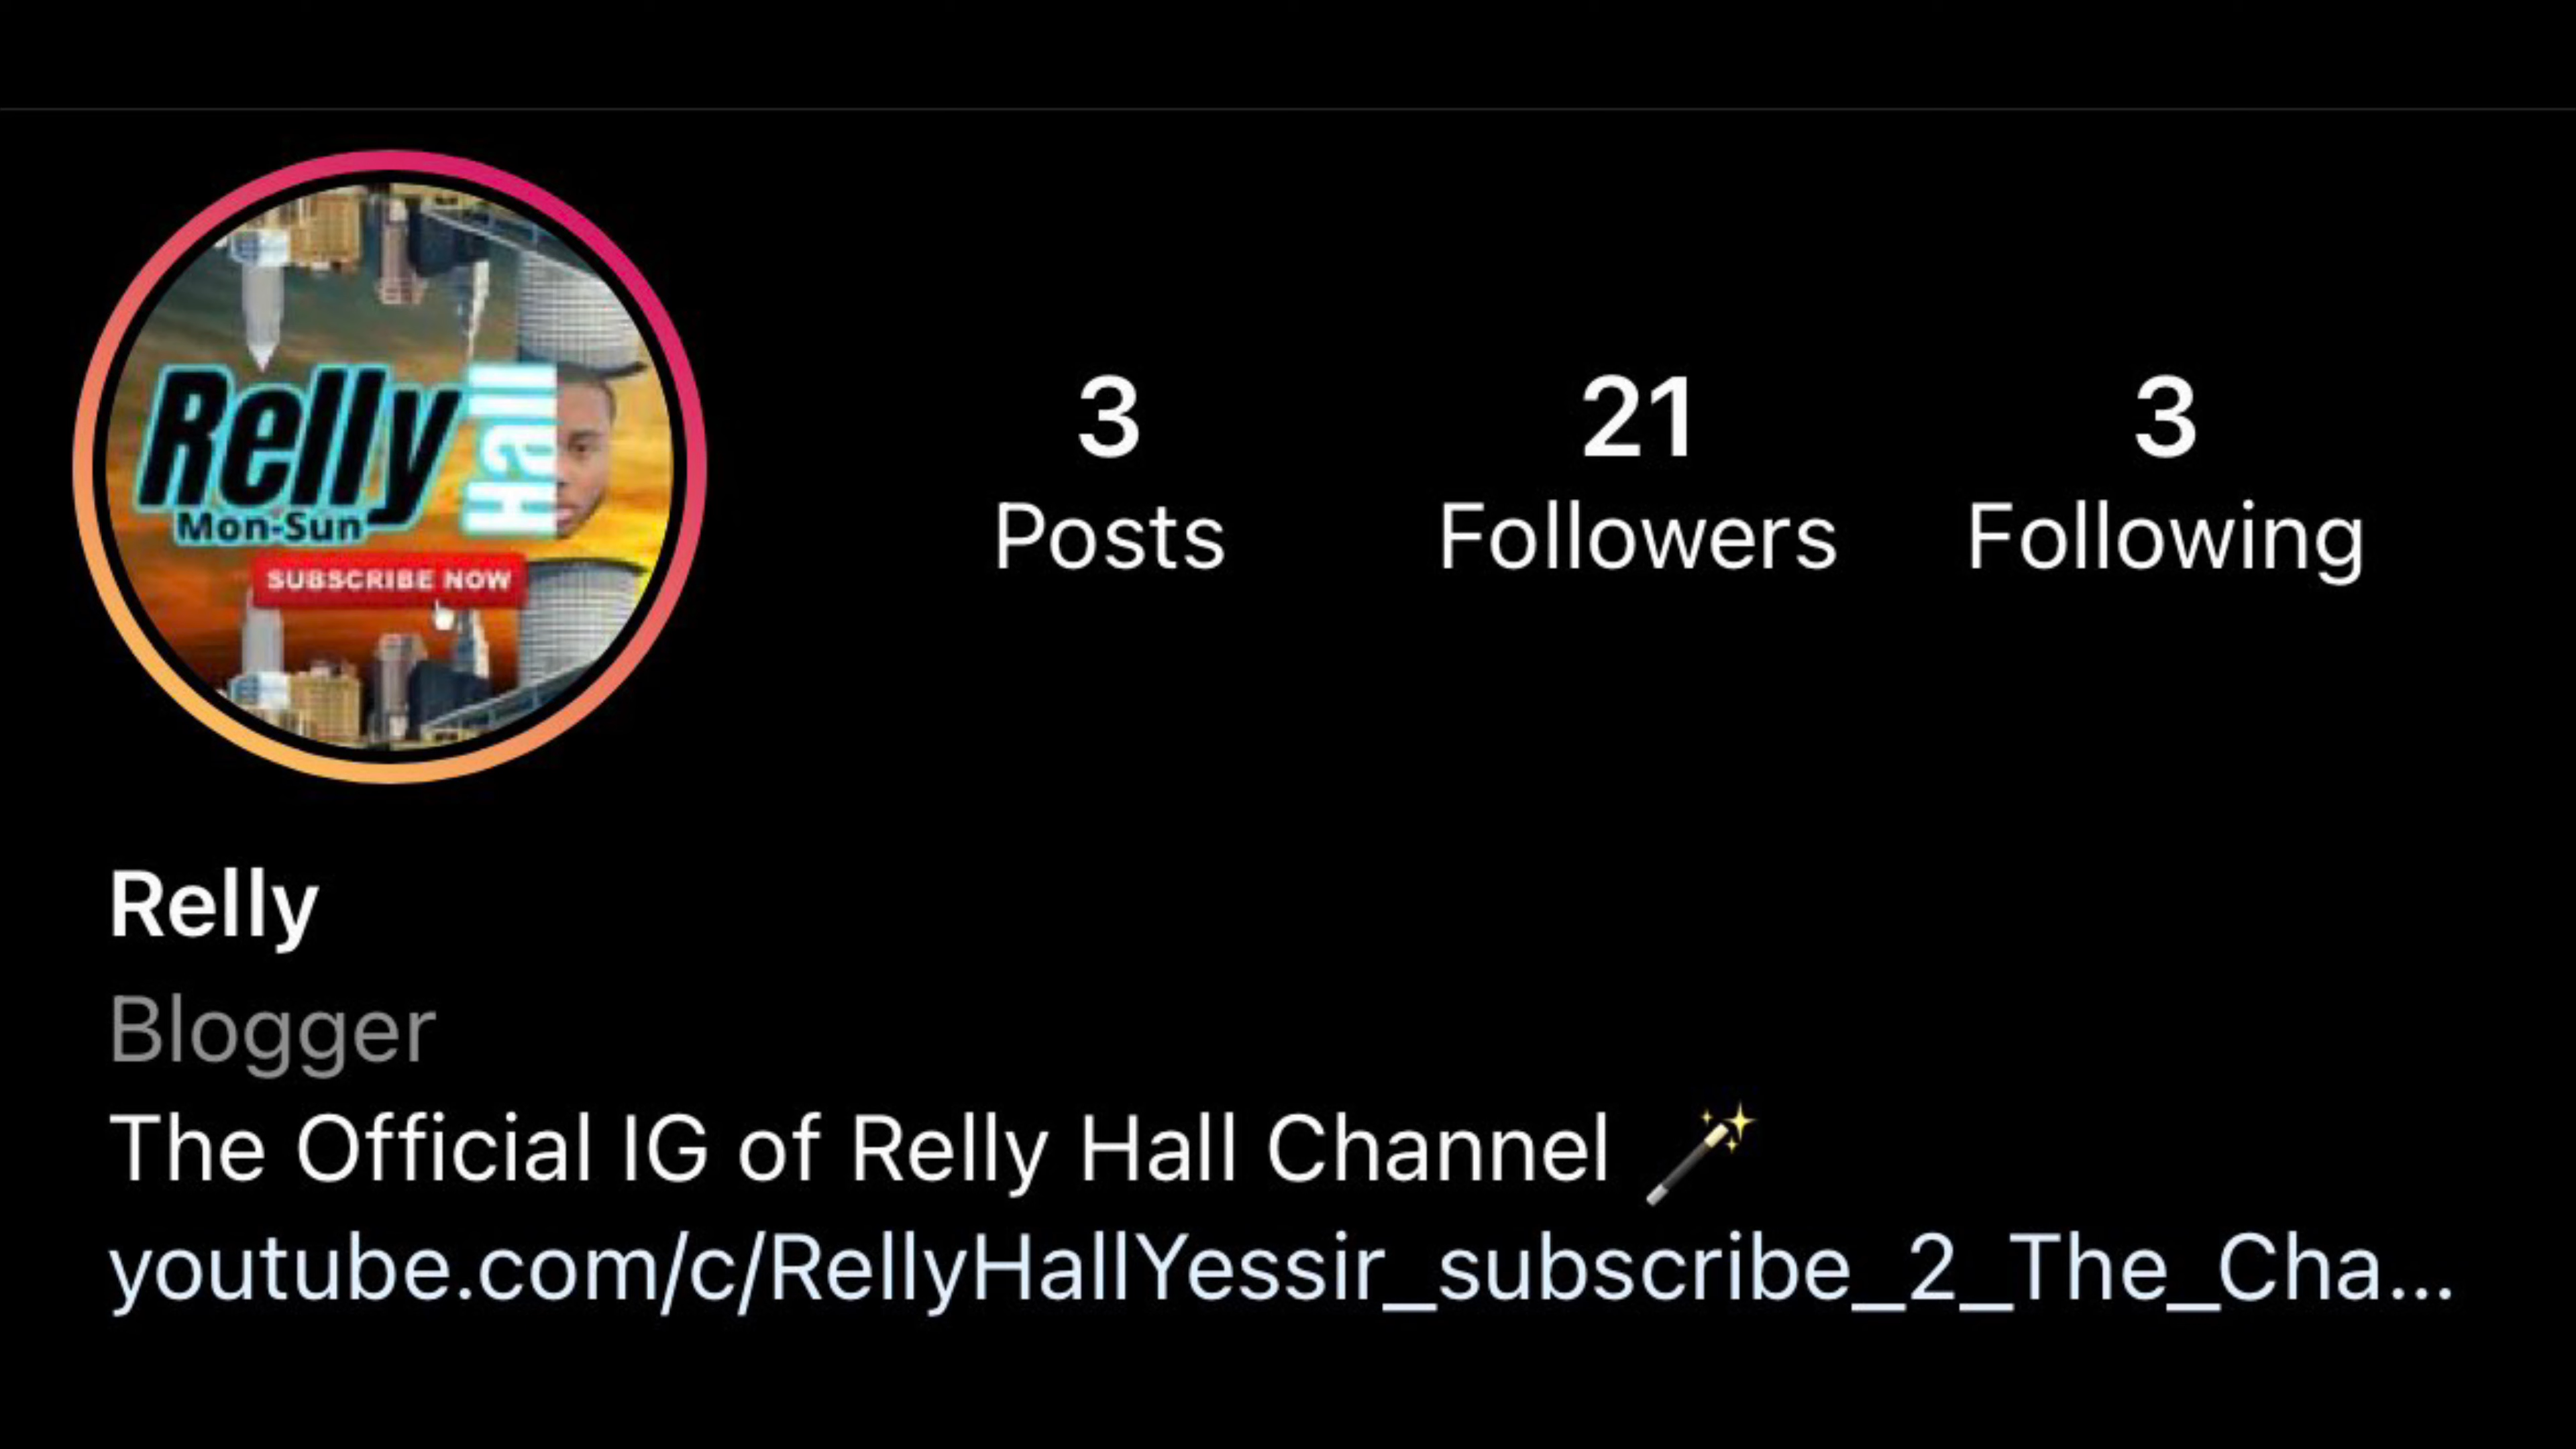 Relly
Hall
Mon-Sun
SUBSCRIBE NOW
3 21 3
Posts Followers Following
Relly
Blogger
The Official IG of Relly Hall Channel 🪄
youtube.com/c/RellyHallYessir_subscribe_2_The_Cha...